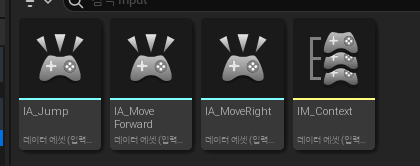 검색 Input
IA_Jump
데이터 에셋 (입력...
IA_Move
Forward
데이터 에셋 (입력...
IA_MoveRight
데이터 에셋 (입력...
IM_Context
데이터 에셋 (입력...